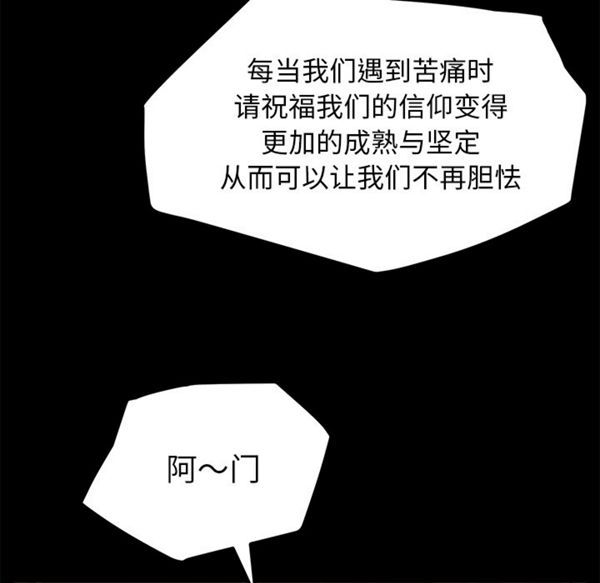 每当我们遇到苦痛时
请祝福我们的信仰变得
更加的成熟与坚定
从而可以让我们不再胆怯
阿～门